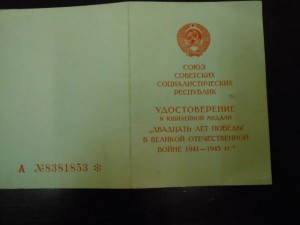 СОЮЗ
СОВЕТСКИХ
СОЦИАЛИСТИЧЕСКИХ
РЕСПУБЛИК
УДОСТОВЕРЕНИЕ
К ЮБИЛЕЙНОЙ МЕДАЛИ
„ДВАДЦАТЬ ЛЕТ ПОБЕДЫ
В ВЕЛИКОЙ ОТЕЧЕСТВЕННОЙ
ВОЙНЕ 1941—1945 гг."
А №8381853 *